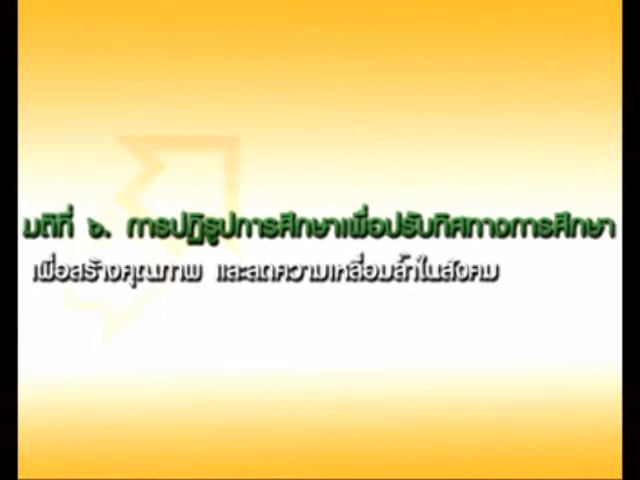 มติที่ ๖. การปฏิรูปการศึกษาเพื่อปรับทิศทางการศึกษา
เพื่อสร้างคุณภาพ และลดความเหลื่อมล้ำในสังคม